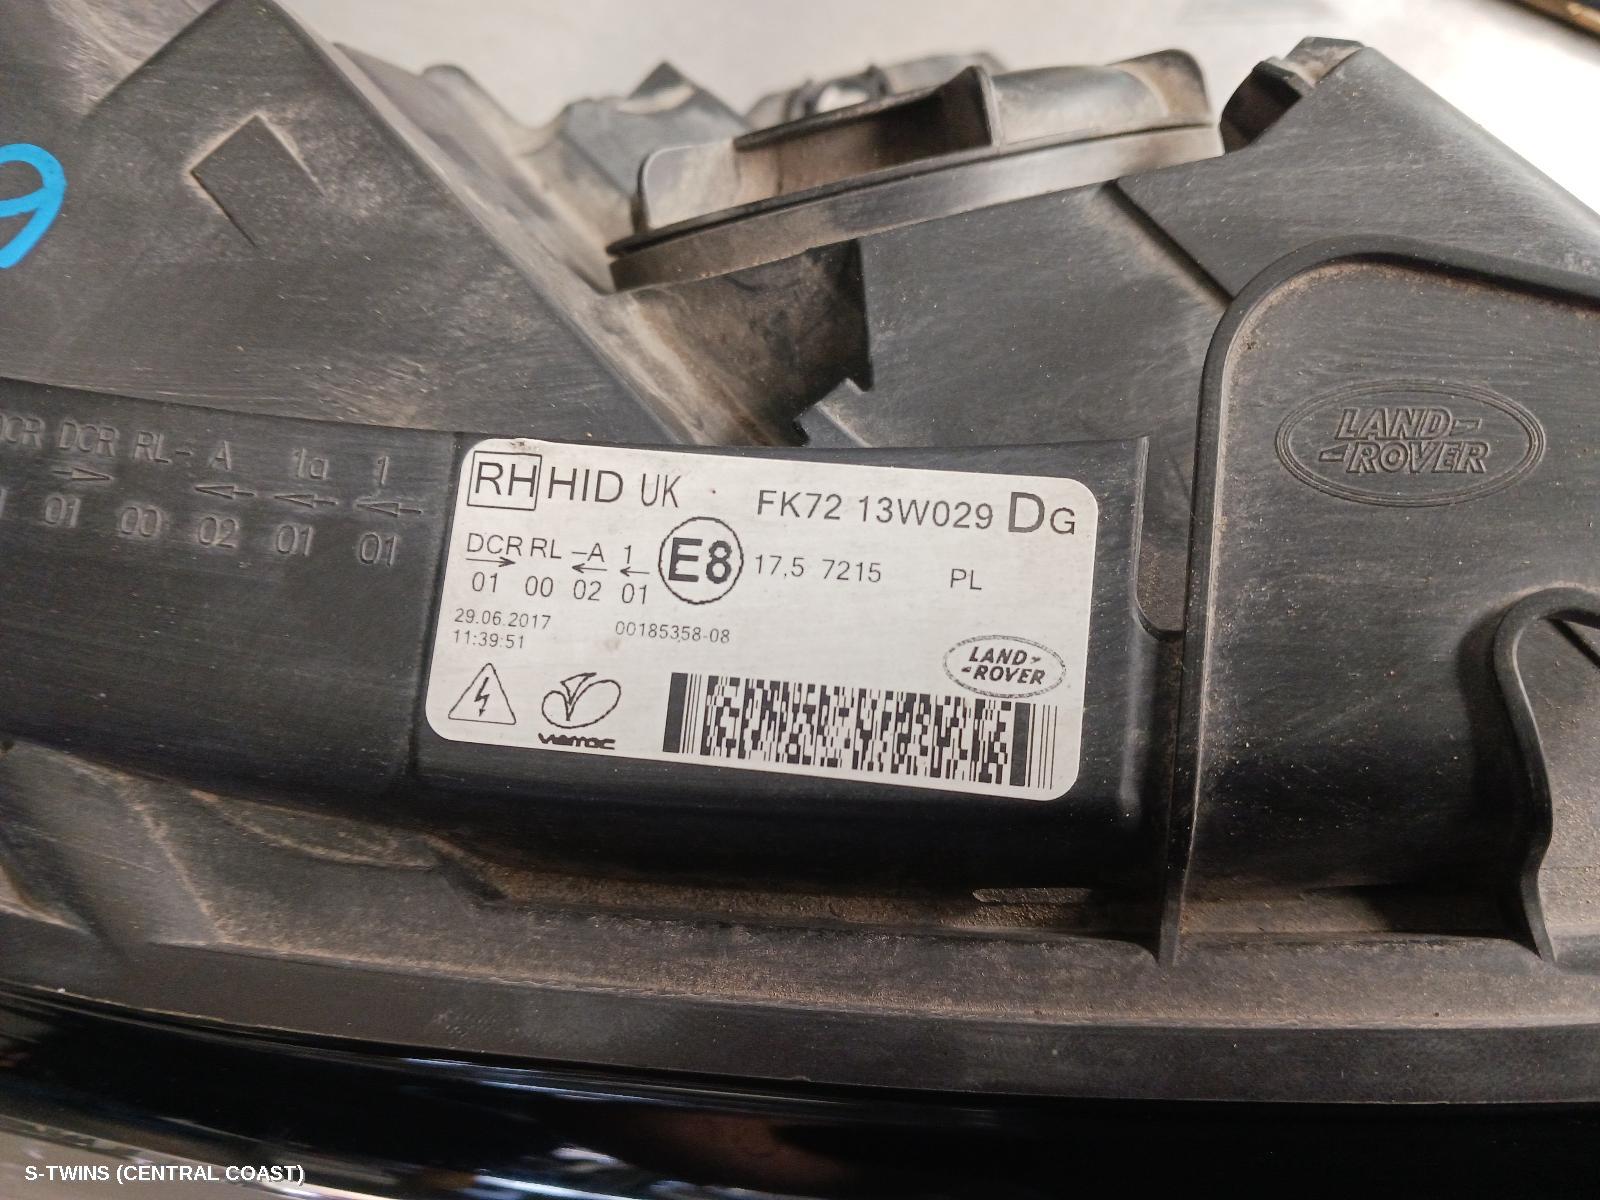 DCR DCR RL - A 1a 1
01 00 02 01 01
RH HID UK FK72 13W029 DG
DCR RL -A 1 E8 17,5 7215 PL
01 00 02 01
29.06.2017 00185358-08
11:39:51
LAND-
-ROVER
Varroc
LAND-
-ROVER
S-TWINS (CENTRAL COAST)